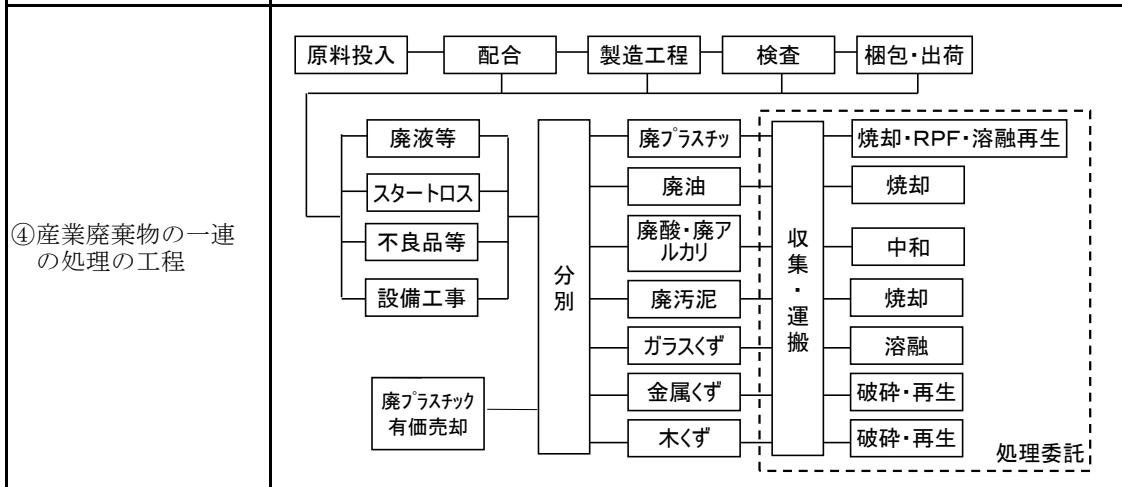 ④産業廃棄物の一連
の処理の工程
原料投入
配合
製造工程
検査
梱包・出荷
廃液等
スタートロス
不良品等
設備工事
廃プラスチック
有価売却
分別
廃プラスチッ
廃油
廃酸・廃ア
ルカリ
廃汚泥
ガラスくず
金属くず
木くず
収集・運搬
焼却・RPF・溶融再生
焼却
中和
焼却
溶融
破砕・再生
破砕・再生
処理委託